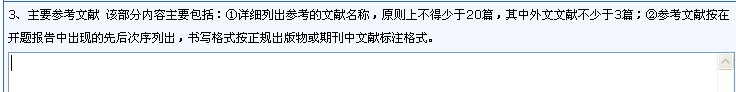 3、主要参考文献 该部分内容主要包括：①详细列出参考的文献名称，原则上不得少于20篇，其中外文文献不少于3篇；②参考文献按在
开题报告中出现的先后次序列出，书写格式按正规出版物或期刊中文献标注格式。